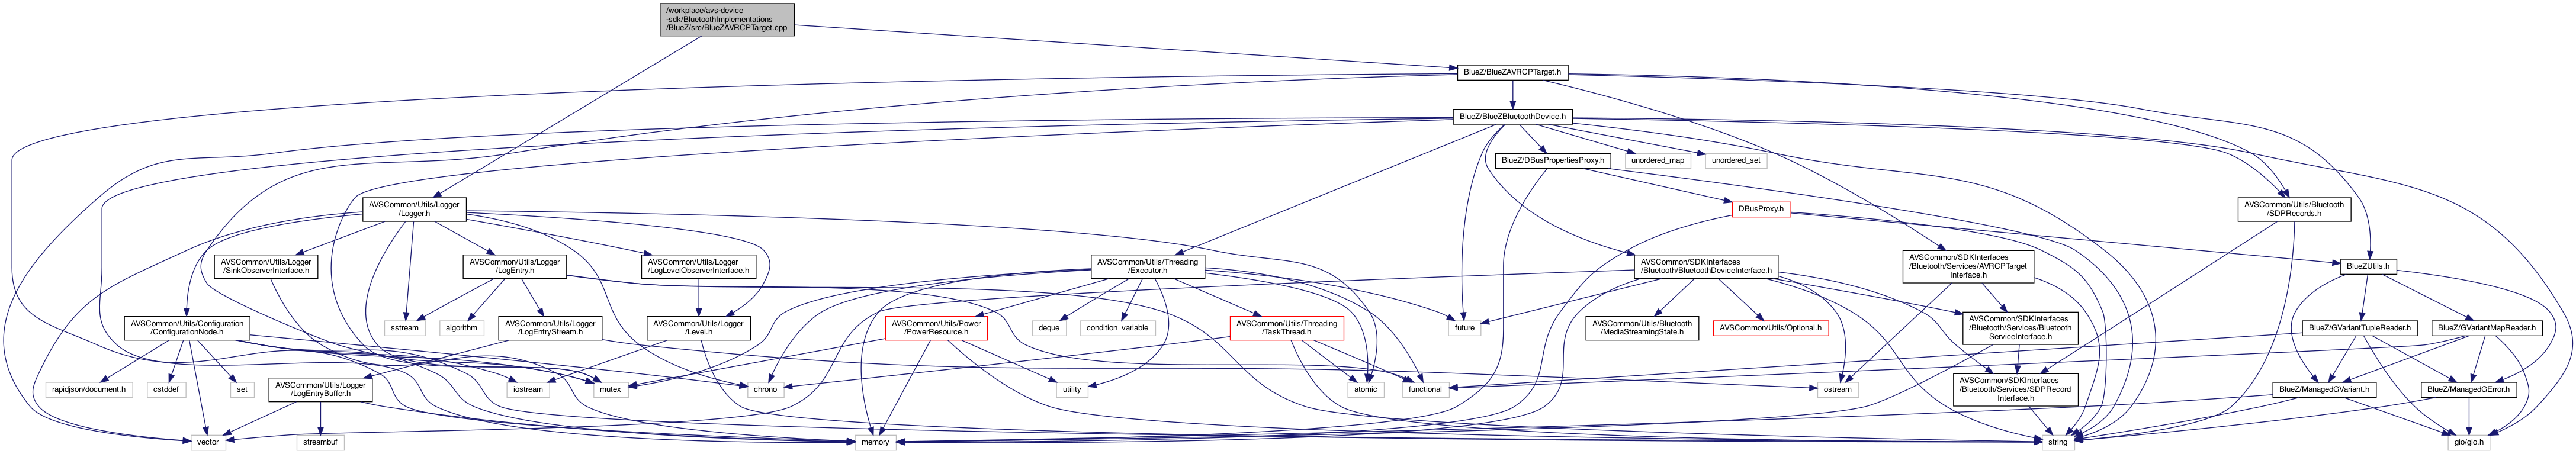 /workplace/avs-device
-sdk/BluetoothImplementations
/BlueZ/src/BlueZAVRCPTarget.cpp
BlueZ/BlueZAVRCPTarget.h
BlueZ/BlueZBluetoothDevice.h
BlueZ/DBusPropertiesProxy.h
unordered_map
unordered_set
AVSCommon/Utils/Logger
/Logger.h
DBusProxy.h
AVSCommon/Utils/Bluetooth
/SDPRecords.h
AVSCommon/Utils/Logger
/SinkObserverInterface.h
AVSCommon/Utils/Logger
/LogEntry.h
AVSCommon/Utils/Logger
/LogLevelObserverInterface.h
AVSCommon/Utils/Threading
/Executor.h
AVSCommon/SDKInterfaces
/Bluetooth/BluetoothDeviceInterface.h
AVSCommon/SDKInterfaces
/Bluetooth/Services/AVRCPTarget
Interface.h
BlueZUtils.h
AVSCommon/Utils/Configuration
/ConfigurationNode.h
sstream
algorithm
AVSCommon/Utils/Logger
/LogEntryStream.h
AVSCommon/Utils/Logger
/Level.h
AVSCommon/Utils/Power
/PowerResource.h
deque
condition_variable
AVSCommon/Utils/Threading
/TaskThread.h
future
AVSCommon/Utils/Bluetooth
/MediaStreamingState.h
AVSCommon/Utils/Optional.h
AVSCommon/SDKInterfaces
/Bluetooth/Services/Bluetooth
ServiceInterface.h
BlueZ/GVariantTupleReader.h
BlueZ/GVariantMapReader.h
rapidjson/document.h
cstddef
set
AVSCommon/Utils/Logger
/LogEntryBuffer.h
iostream
mutex
chrono
utility
atomic
functional
ostream
AVSCommon/SDKInterfaces
/Bluetooth/Services/SDPRecord
Interface.h
BlueZ/ManagedGVariant.h
BlueZ/ManagedGError.h
vector
streambuf
memory
string
gio/gio.h